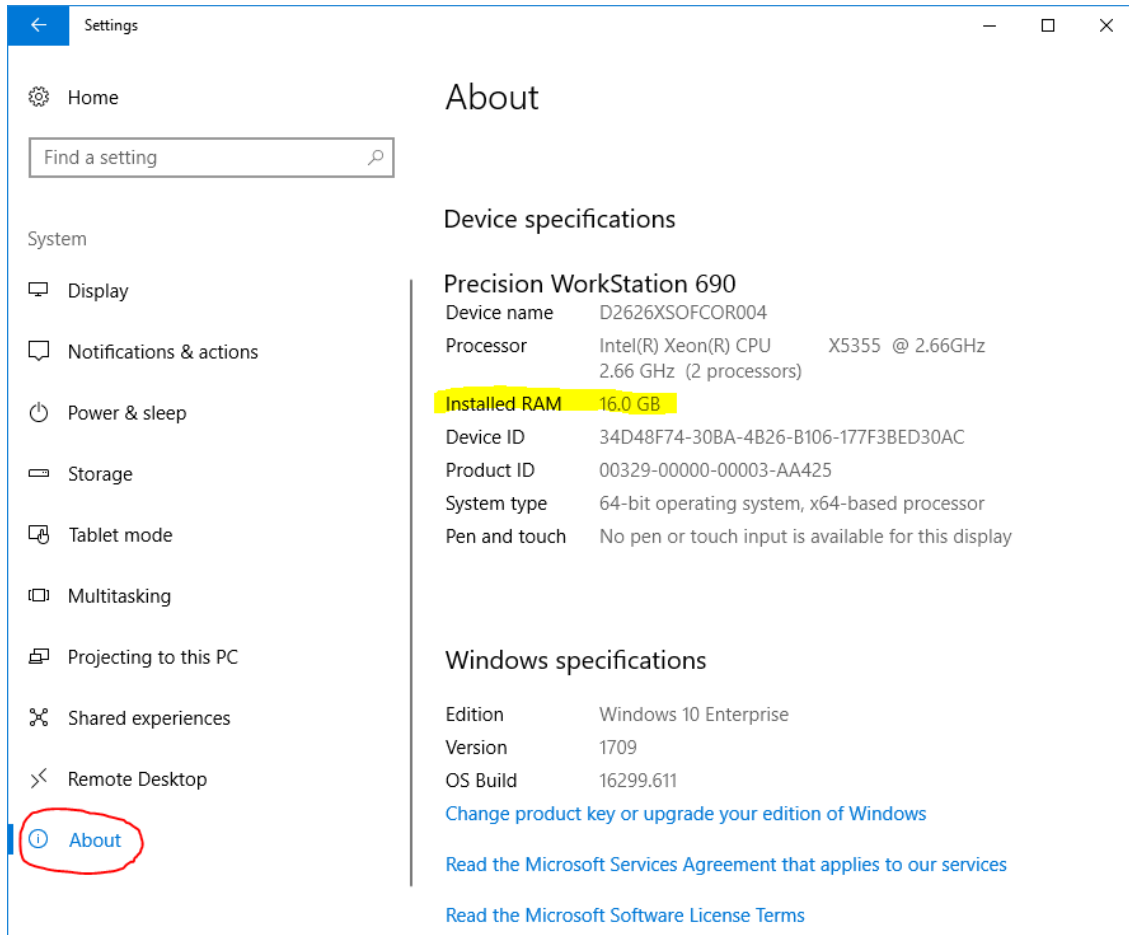 Settings
Home
Find a setting
System
Display
Notifications & actions
Power & sleep
Storage
Tablet mode
Multitasking
Projecting to this PC
Shared experiences
Remote Desktop
About
About
Device specifications
Precision WorkStation 690
Device name D2626XSOFCOR004
Processor Intel(R) Xeon(R) CPU X5355 @ 2.66GHz
2.66 GHz (2 processors)
Installed RAM 16.0 GB
Device ID 34D48F74-30BA-4B26-B106-177F3BED30AC
Product ID 00329-00000-00003-AA425
System type 64-bit operating system, x64-based processor
Pen and touch No pen or touch input is available for this display
Windows specifications
Edition Windows 10 Enterprise
Version 1709
OS Build 16299.611
Change product key or upgrade your edition of Windows
Read the Microsoft Services Agreement that applies to our services
Read the Microsoft Software License Terms